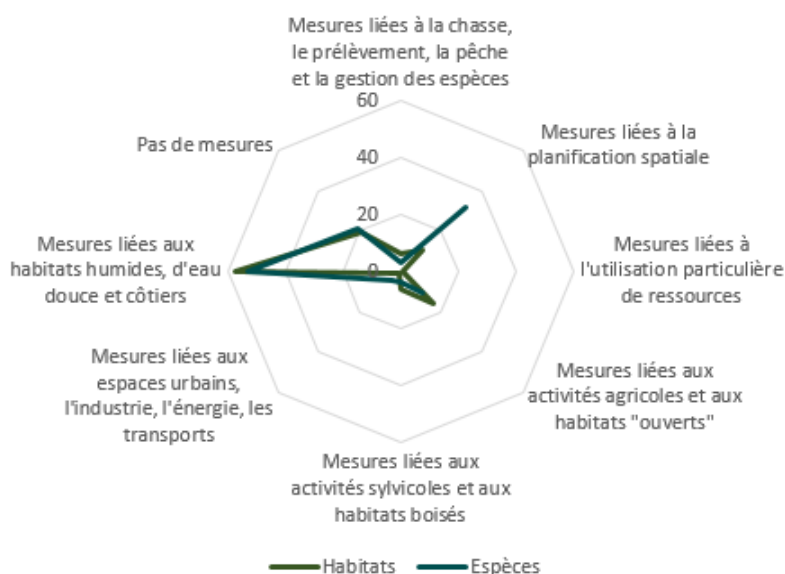 Mesures liées à la chasse,
le prélèvement, la pêche
et la gestion des espèces
60
Mesures liées à la
planification spatiale
Pas de mesures
40
20
Mesures liées aux
habitats humides, d'eau
douce et côtiers
0
Mesures liées à
l'utilisation particulière
de ressources
Mesures liées aux
espaces urbains,
l'industrie, l'énergie, les
transports
Mesures liées aux
activités agricoles et aux
habitats "ouverts"
Mesures liées aux
activités sylvicoles et aux
habitats boisés
Habitats
Espèces